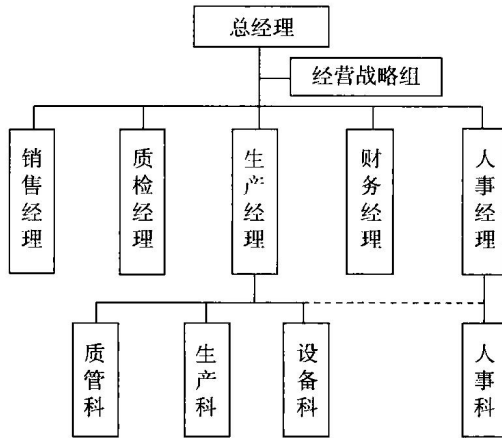 总经理
经营战略组
销售经理
质检经理
生产经理
财务经理
人事经理
质管科
生产科
设备科
人事科